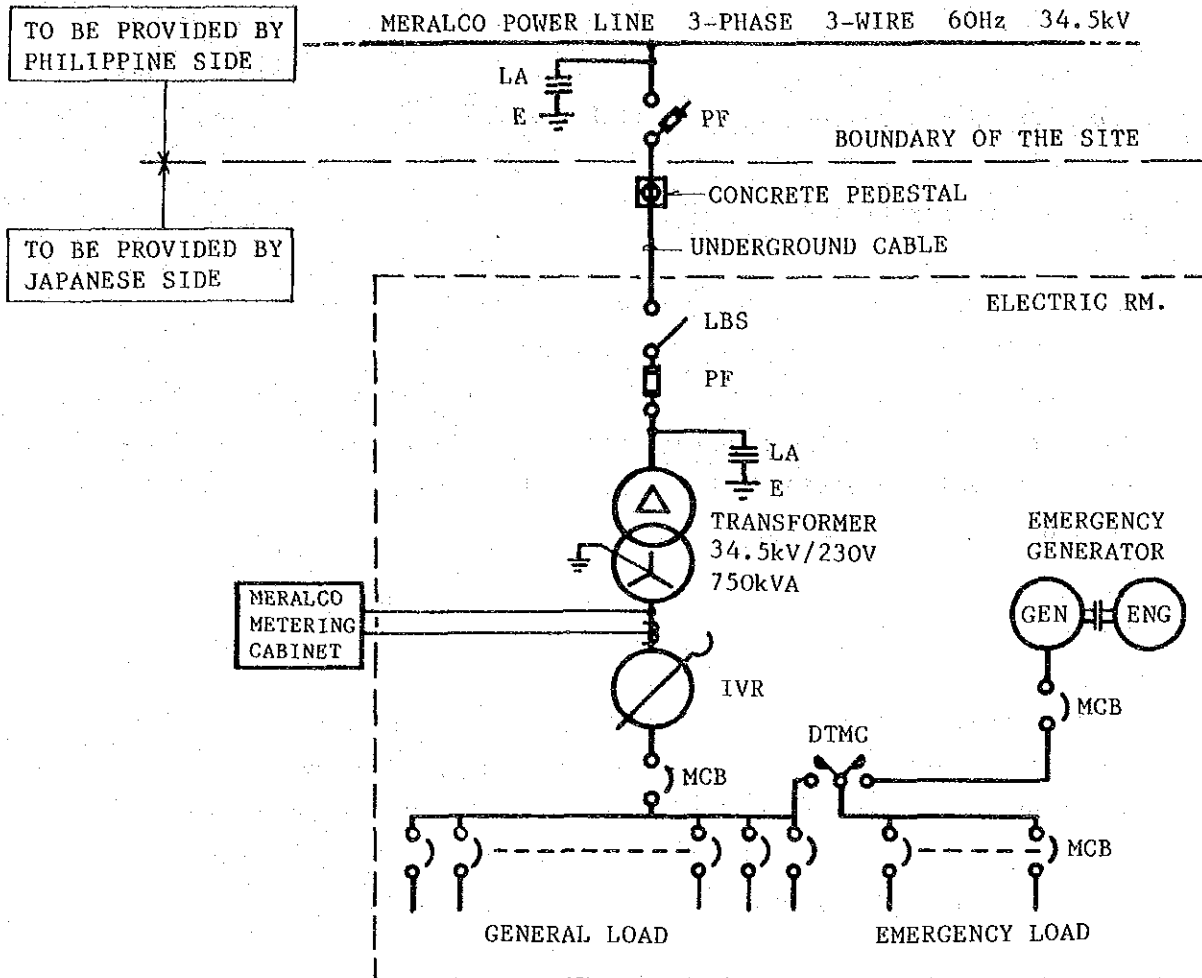 TO BE PROVIDED BY
PHILIPPINE SIDE
MERALCO POWER LINE 3-PHASE 3-WIRE 60Hz 34.5kV
LA
E
PF
BOUNDARY OF THE SITE
CONCRETE PEDESTAL
TO BE PROVIDED BY
JAPANESE SIDE
UNDERGROUND CABLE
ELECTRIC RM.
LBS
PF
LA
E
TRANSFORMER
34.5kV/230V
750kVA
EMERGENCY
GENERATOR
GEN
ENG
MERALCO
METERING
CABINET
IVR
MCB
DTMC
MCB
MCB
GENERAL LOAD
EMERGENCY LOAD